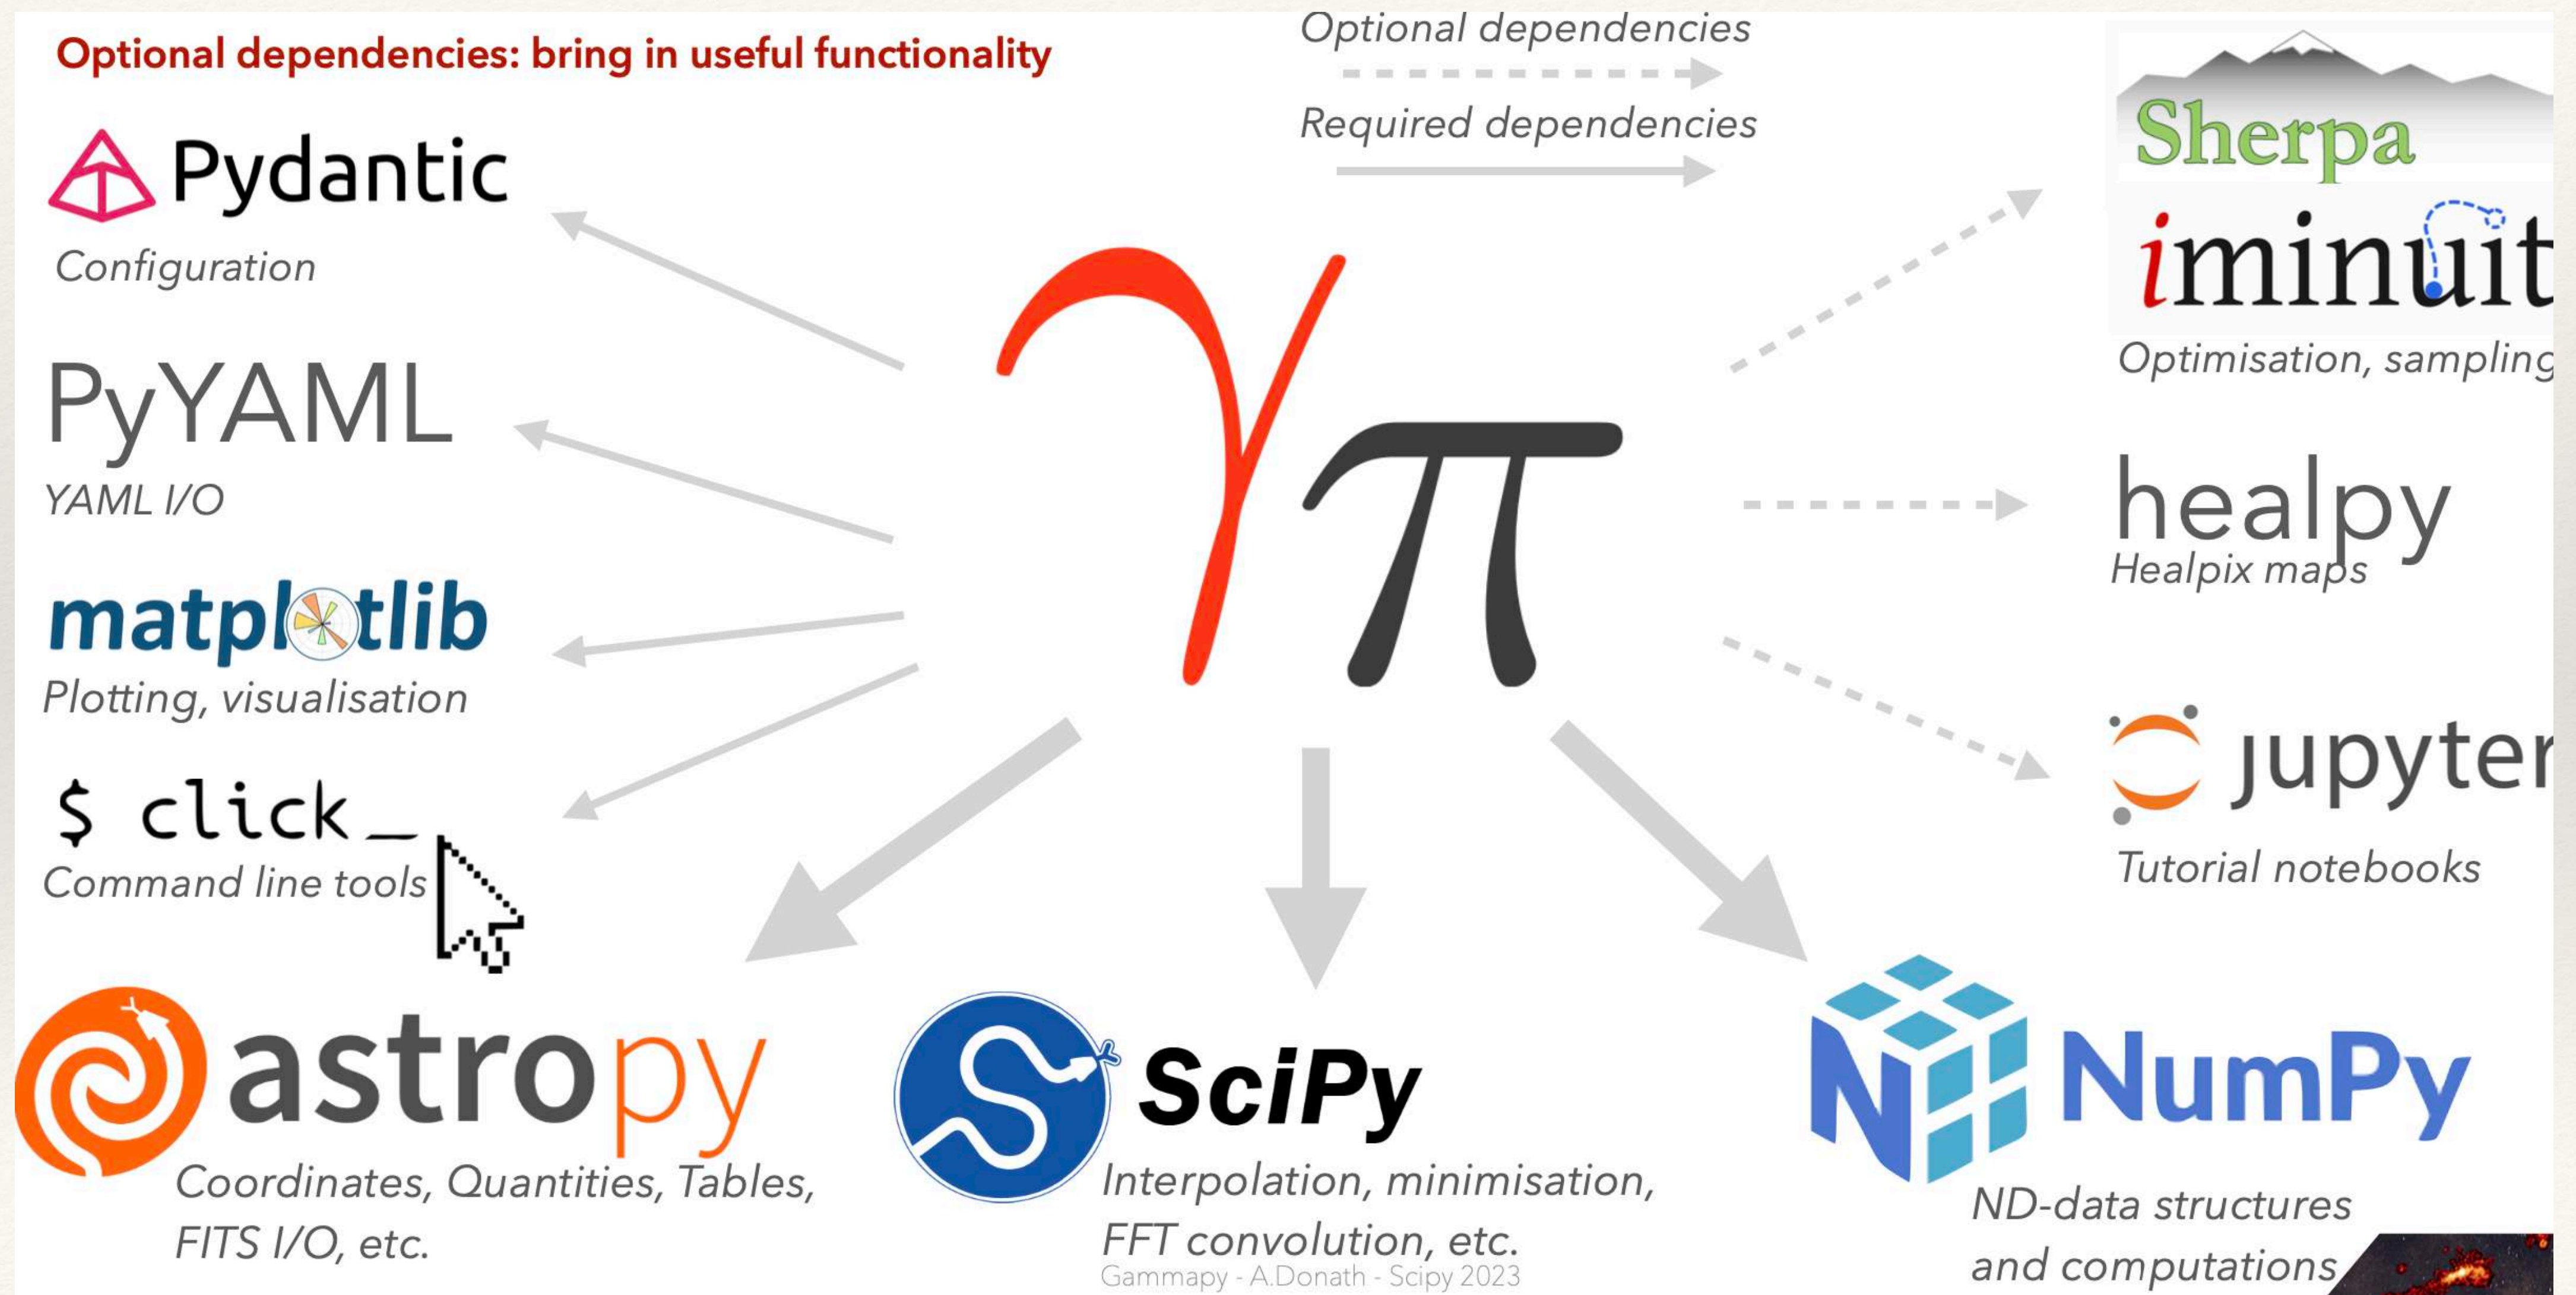 Optional dependencies: bring in useful functionality
Optional dependencies
Required dependencies
Pydantic
Configuration
PyYAML
YAML I/O
matplotlib
Plotting, visualisation
$ click_
Command line tools
γπ
Sherpa
iminuit
Optimisation, sampling
healpy
Healpix maps
jupyter
Tutorial notebooks
astropy
Coordinates, Quantities, Tables,
FITS I/O, etc.
SciPy
Interpolation, minimisation,
FFT convolution, etc.
Gammapy - A.Donath - Scipy 2023
N
NumPy
ND-data structures
and computations